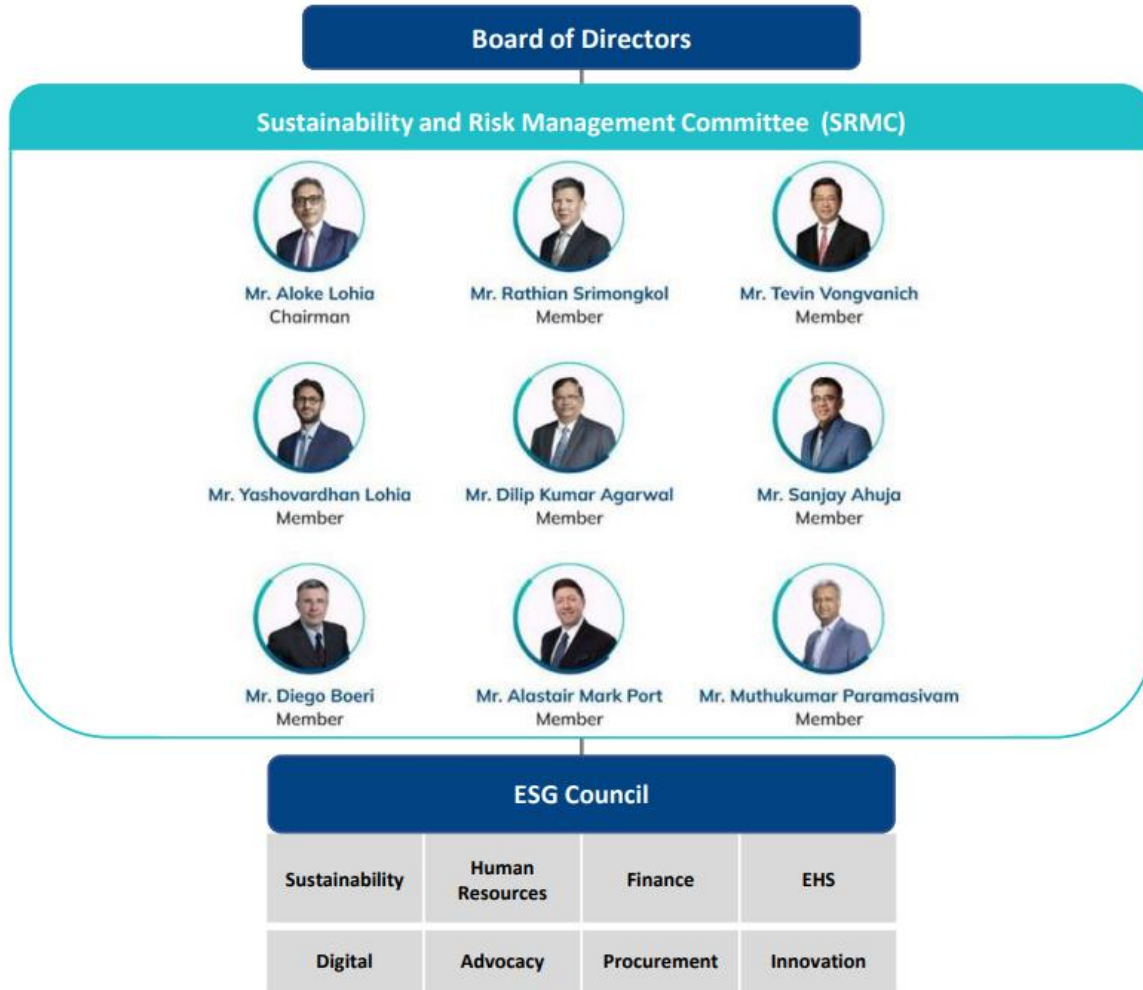 Board of Directors
Sustainability and Risk Management Committee (SRMC)
Mr. Aloke Lohia
Chairman
Mr. Rathian Srimongkol
Member
Mr. Tevin Vongvanich
Member
Mr. Yashovardhan Lohia
Member
Mr. Dilip Kumar Agarwal
Member
Mr. Sanjay Ahuja
Member
Mr. Diego Boeri
Member
Mr. Alastair Mark Port
Member
Mr. Muthukumar Paramasivam
Member
ESG Council
Sustainability
Human
Resources
Finance
EHS
Digital
Advocacy
Procurement
Innovation